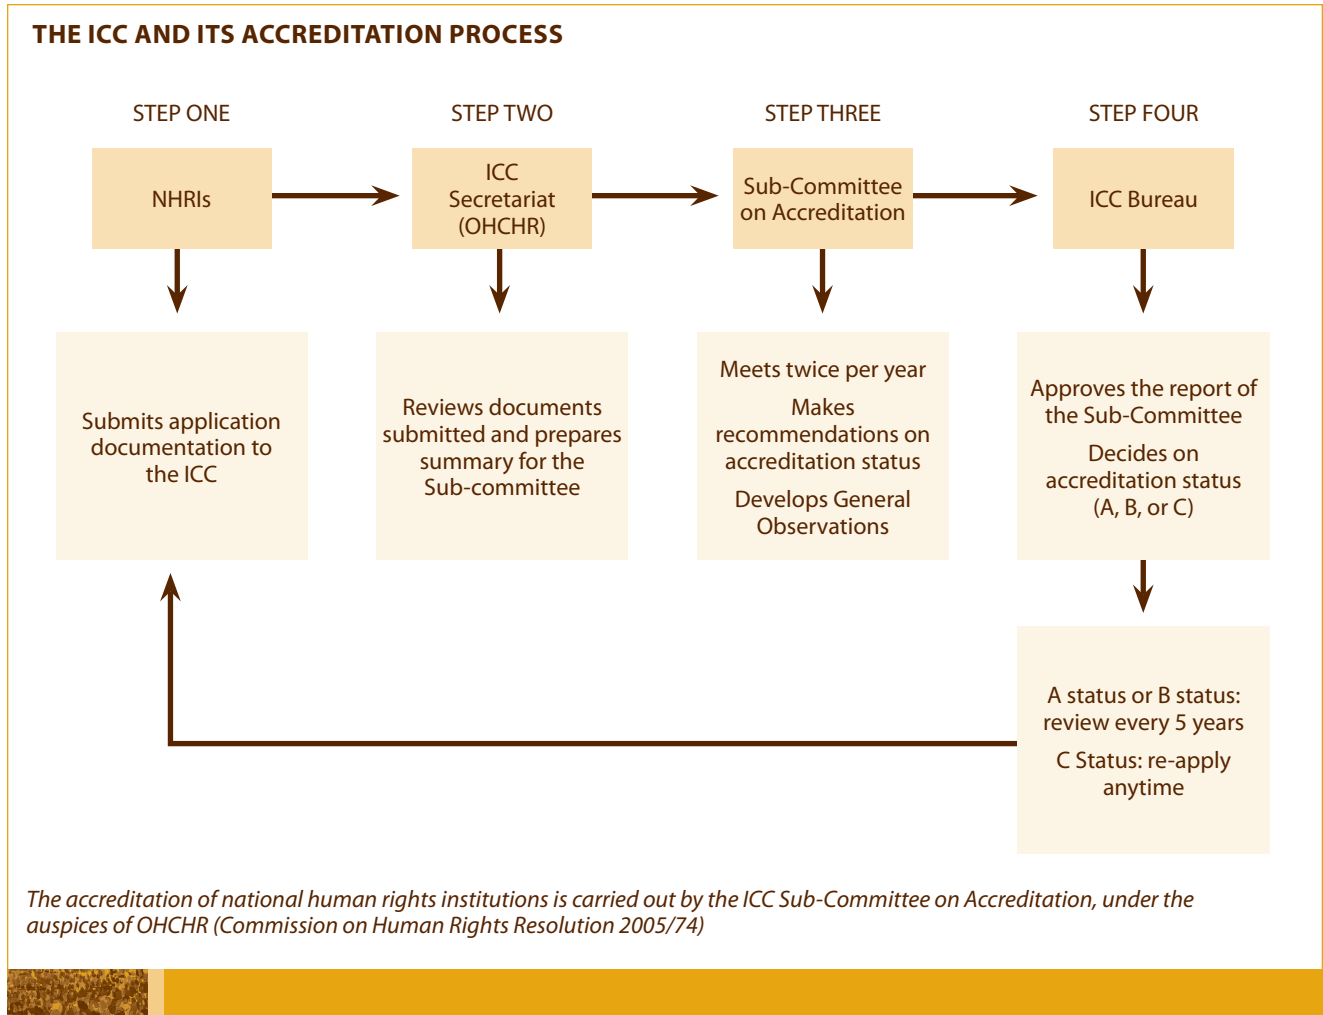 THE ICC AND ITS ACCREDITATION PROCESS
STEP ONE
STEP TWO
STEP THREE
STEP FOUR
NHRIs
ICC
Secretariat
(OHCHR)
Sub-Committee
on Accreditation
ICC Bureau
Submits application
documentation to
the ICC
Reviews documents
submitted and prepares
summary for the
Sub-committee
Meets twice per year
Makes
recommendations on
accreditation status
Develops General
Observations
Approves the report of
the Sub-Committee
Decides on
accreditation status
(A, B, or C)
A status or B status:
review every 5 years
C Status: re-apply
anytime
The accreditation of national human rights institutions is carried out by the ICC Sub-Committee on Accreditation, under the
auspices of OHCHR (Commission on Human Rights Resolution 2005/74)